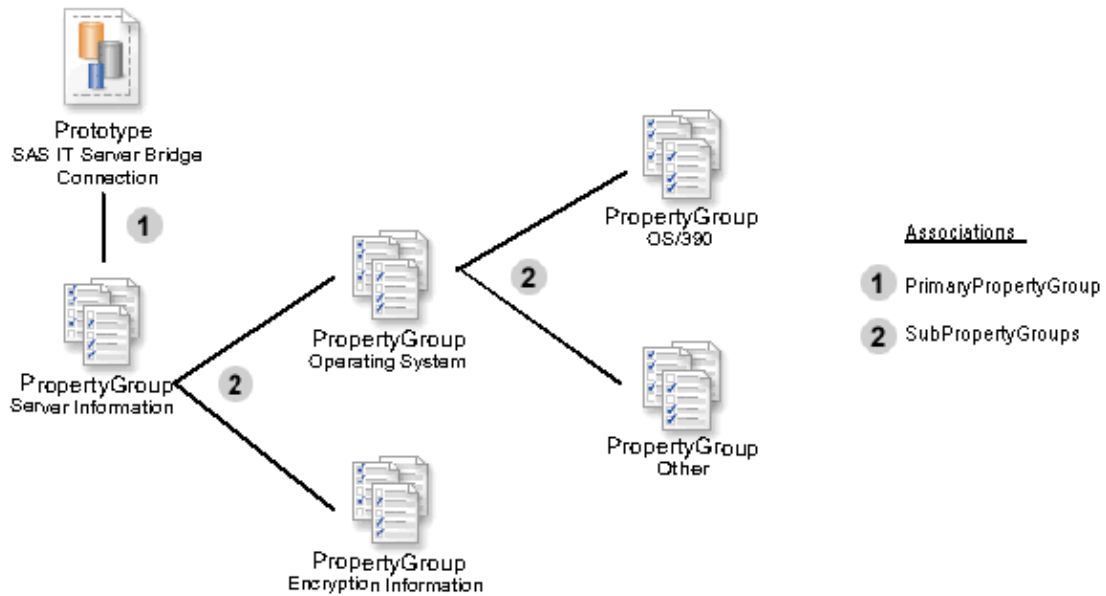 Prototype
SAS IT Server Bridge
Connection
1
PropertyGroup
Server Information
2
PropertyGroup
Operating System
PropertyGroup
Encryption Information
2
PropertyGroup
OS/390
PropertyGroup
Other
Associations
1 PrimaryPropertyGroup
2 SubPropertyGroups